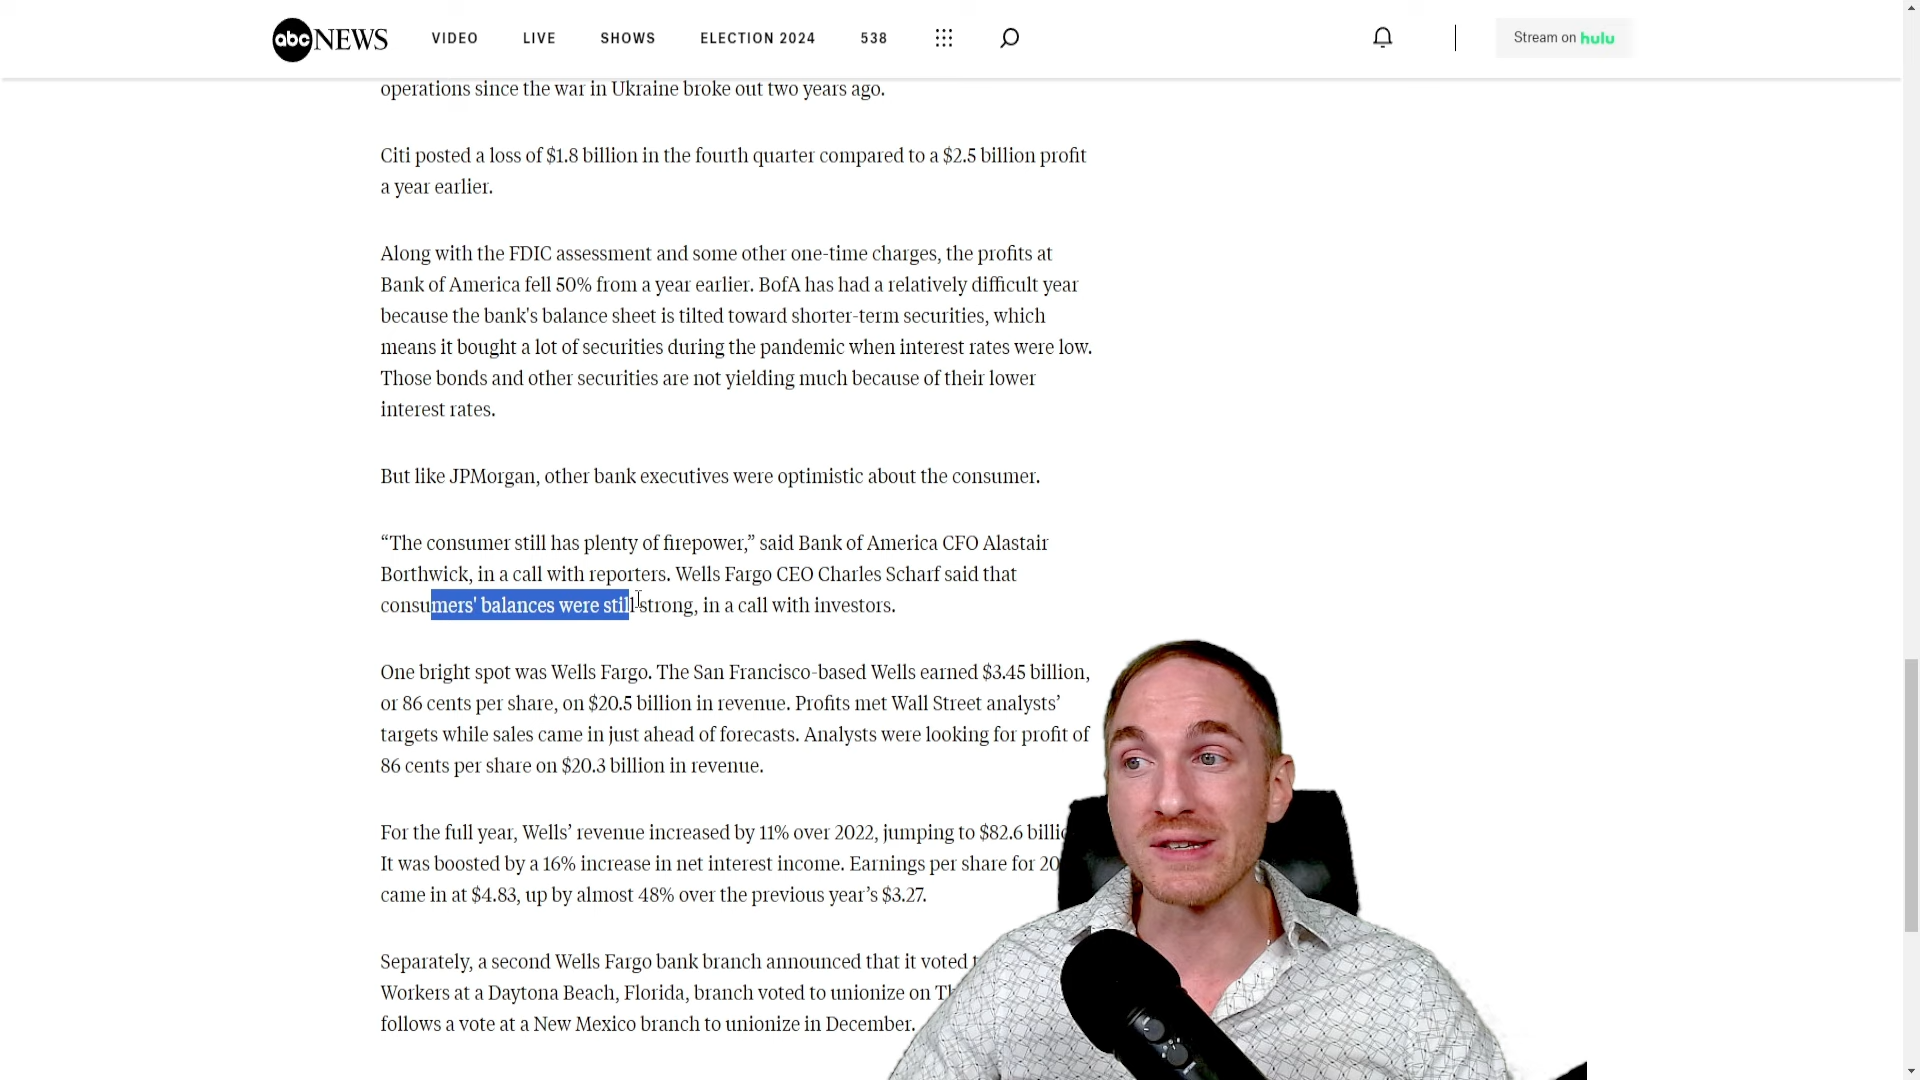 abc NEWS VIDEO LIVE SHOWS ELECTION 2024 538 Stream on hulu
operations since the war in Ukraine broke out two years ago.
Citi posted a loss of $1.8 billion in the fourth quarter compared to a $2.5 billion profit
a year earlier.
Along with the FDIC assessment and some other one-time charges, the profits at
Bank of America fell 50% from a year earlier. BofA has had a relatively difficult year
because the bank's balance sheet is tilted toward shorter-term securities, which
means it bought a lot of securities during the pandemic when interest rates were low.
Those bonds and other securities are not yielding much because of their lower
interest rates.
But like JPMorgan, other bank executives were optimistic about the consumer.
“The consumer still has plenty of firepower,” said Bank of America CFO Alastair
Borthwick, in a call with reporters. Wells Fargo CEO Charles Scharf said that
consumers' balances were still strong, in a call with investors.
One bright spot was Wells Fargo. The San Francisco-based Wells earned $3.45 billion,
or 86 cents per share, on $20.5 billion in revenue. Profits met Wall Street analysts’
targets while sales came in just ahead of forecasts. Analysts were looking for profit of
86 cents per share on $20.3 billion in revenue.
For the full year, Wells’ revenue increased by 11% over 2022, jumping to $82.6
It was boosted by a 16% increase in net interest income. Earnings per share for
came in at $4.83, up by almost 48% over the previous year’s $3.27.
Separately, a second Wells Fargo bank branch announced that it voted
Workers at a Daytona Beach, Florida, branch voted to unionize on
follows a vote at a New Mexico branch to unionize in December.